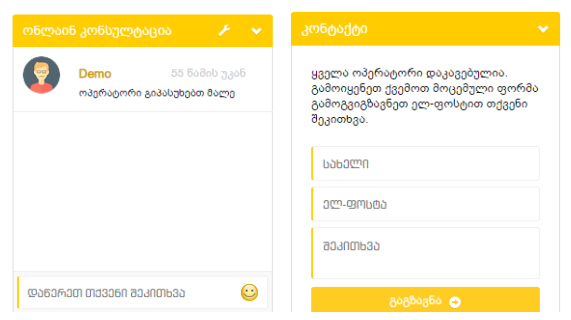 ონლაინ კონსულტაცია
Demo
55 წამის უკან
ოპერატორი გიპასუხებთ მალე
დაწერეთ თქვენი შეკითხვა
კონტაქტი
ყველა ოპერატორი დაკავებულია.
გამოიყენეთ ქვემოთ მოცემული ფორმა
გამოგვიგზავნეთ ელ-ფოსტით თქვენი
შეკითხვა.
სახელი
ელ-ფოსტა
შეკითხვა
გაგზავნა